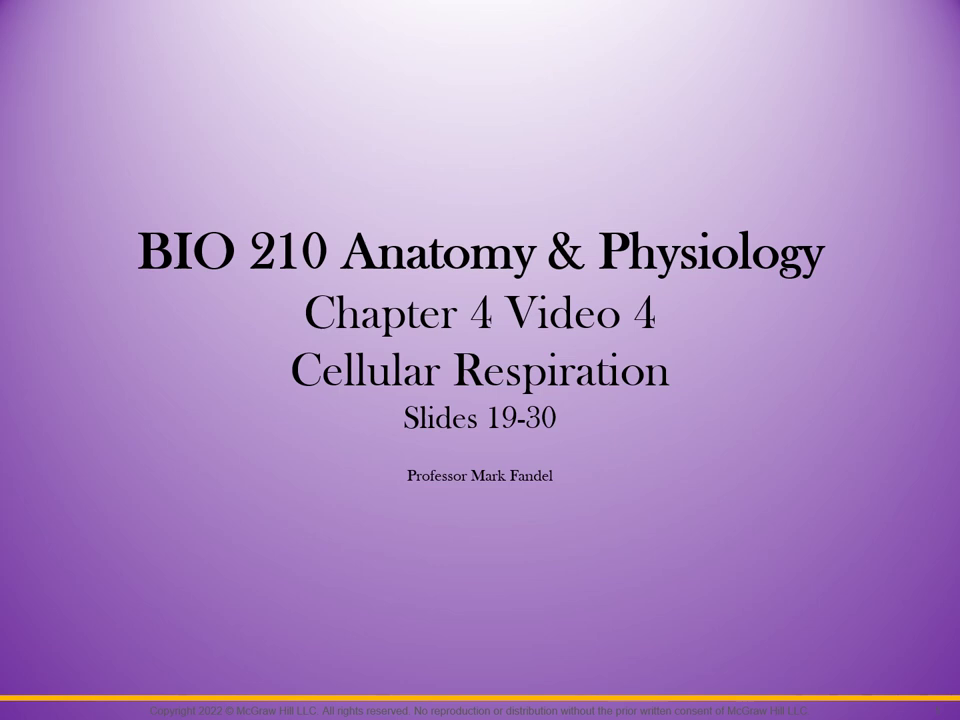 BIO 210 Anatomy & Physiology
Chapter 4 Video 4
Cellular Respiration
Slides 19-30
Professor Mark Fandel
Copyright 2022 © McGraw Hill LLC. All rights reserved. No reproduction or distribution without the prior written consent of McGraw Hill LLC.